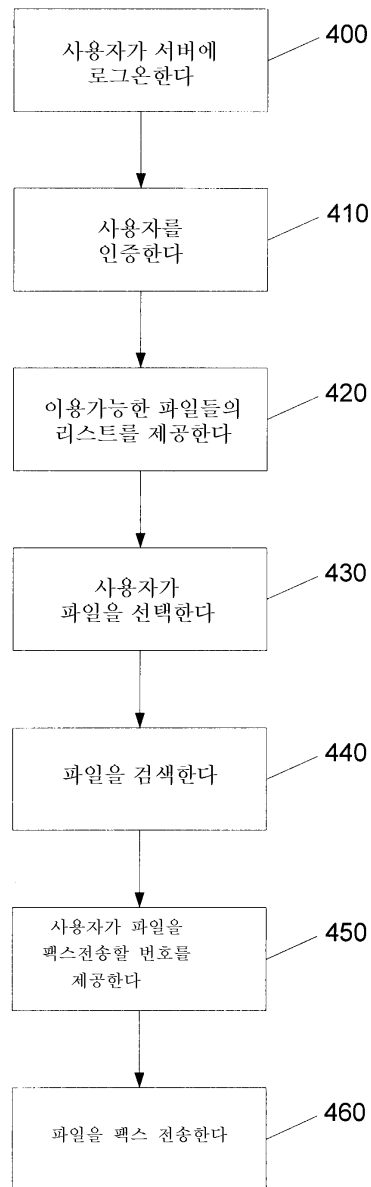 사용자가 서버에
로그온한다
400
사용자를
인증한다
410
이용가능한 파일들의
리스트를 제공한다
420
사용자가
파일을 선택한다
430
파일을 검색한다
440
사용자가 파일을
팩스전송할 번호를
제공한다
450
파일을 팩스 전송한다
460